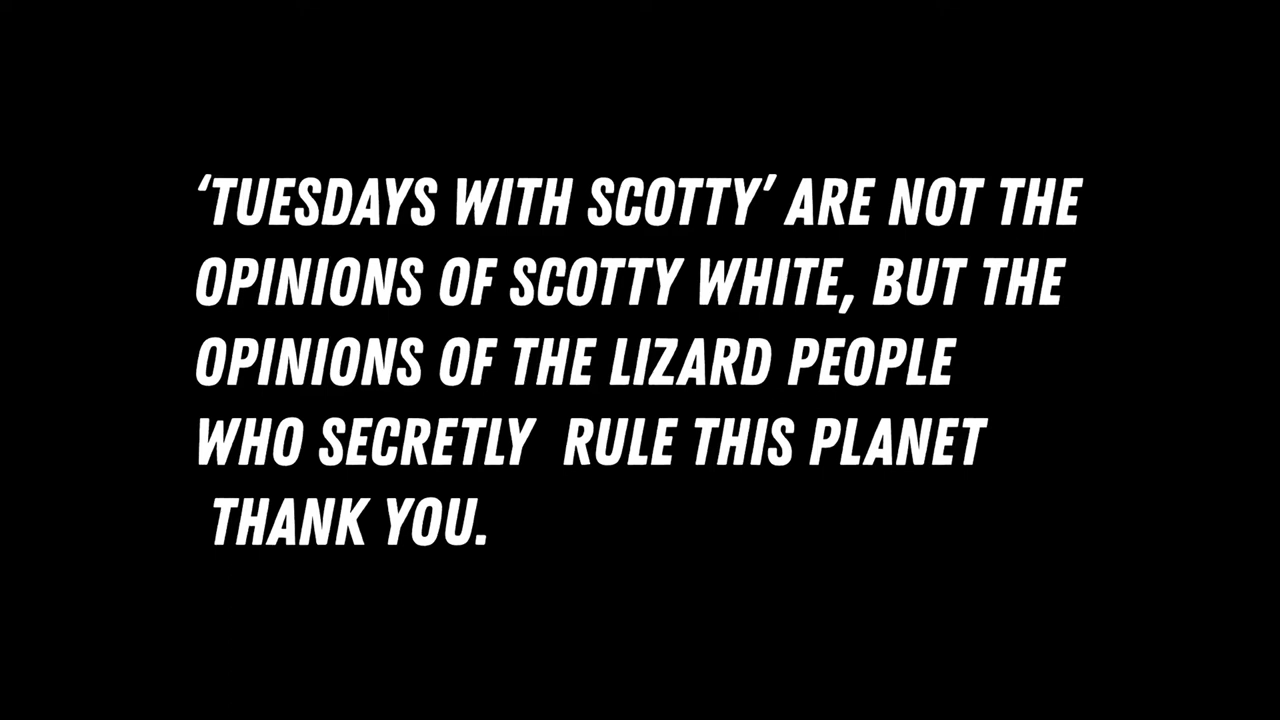 ‘TUESDAYS WITH SCOTTY’ ARE NOT THE
OPINIONS OF SCOTTY WHITE, BUT THE
OPINIONS OF THE LIZARD PEOPLE
WHO SECRETLY  RULE THIS PLANET
THANK YOU.